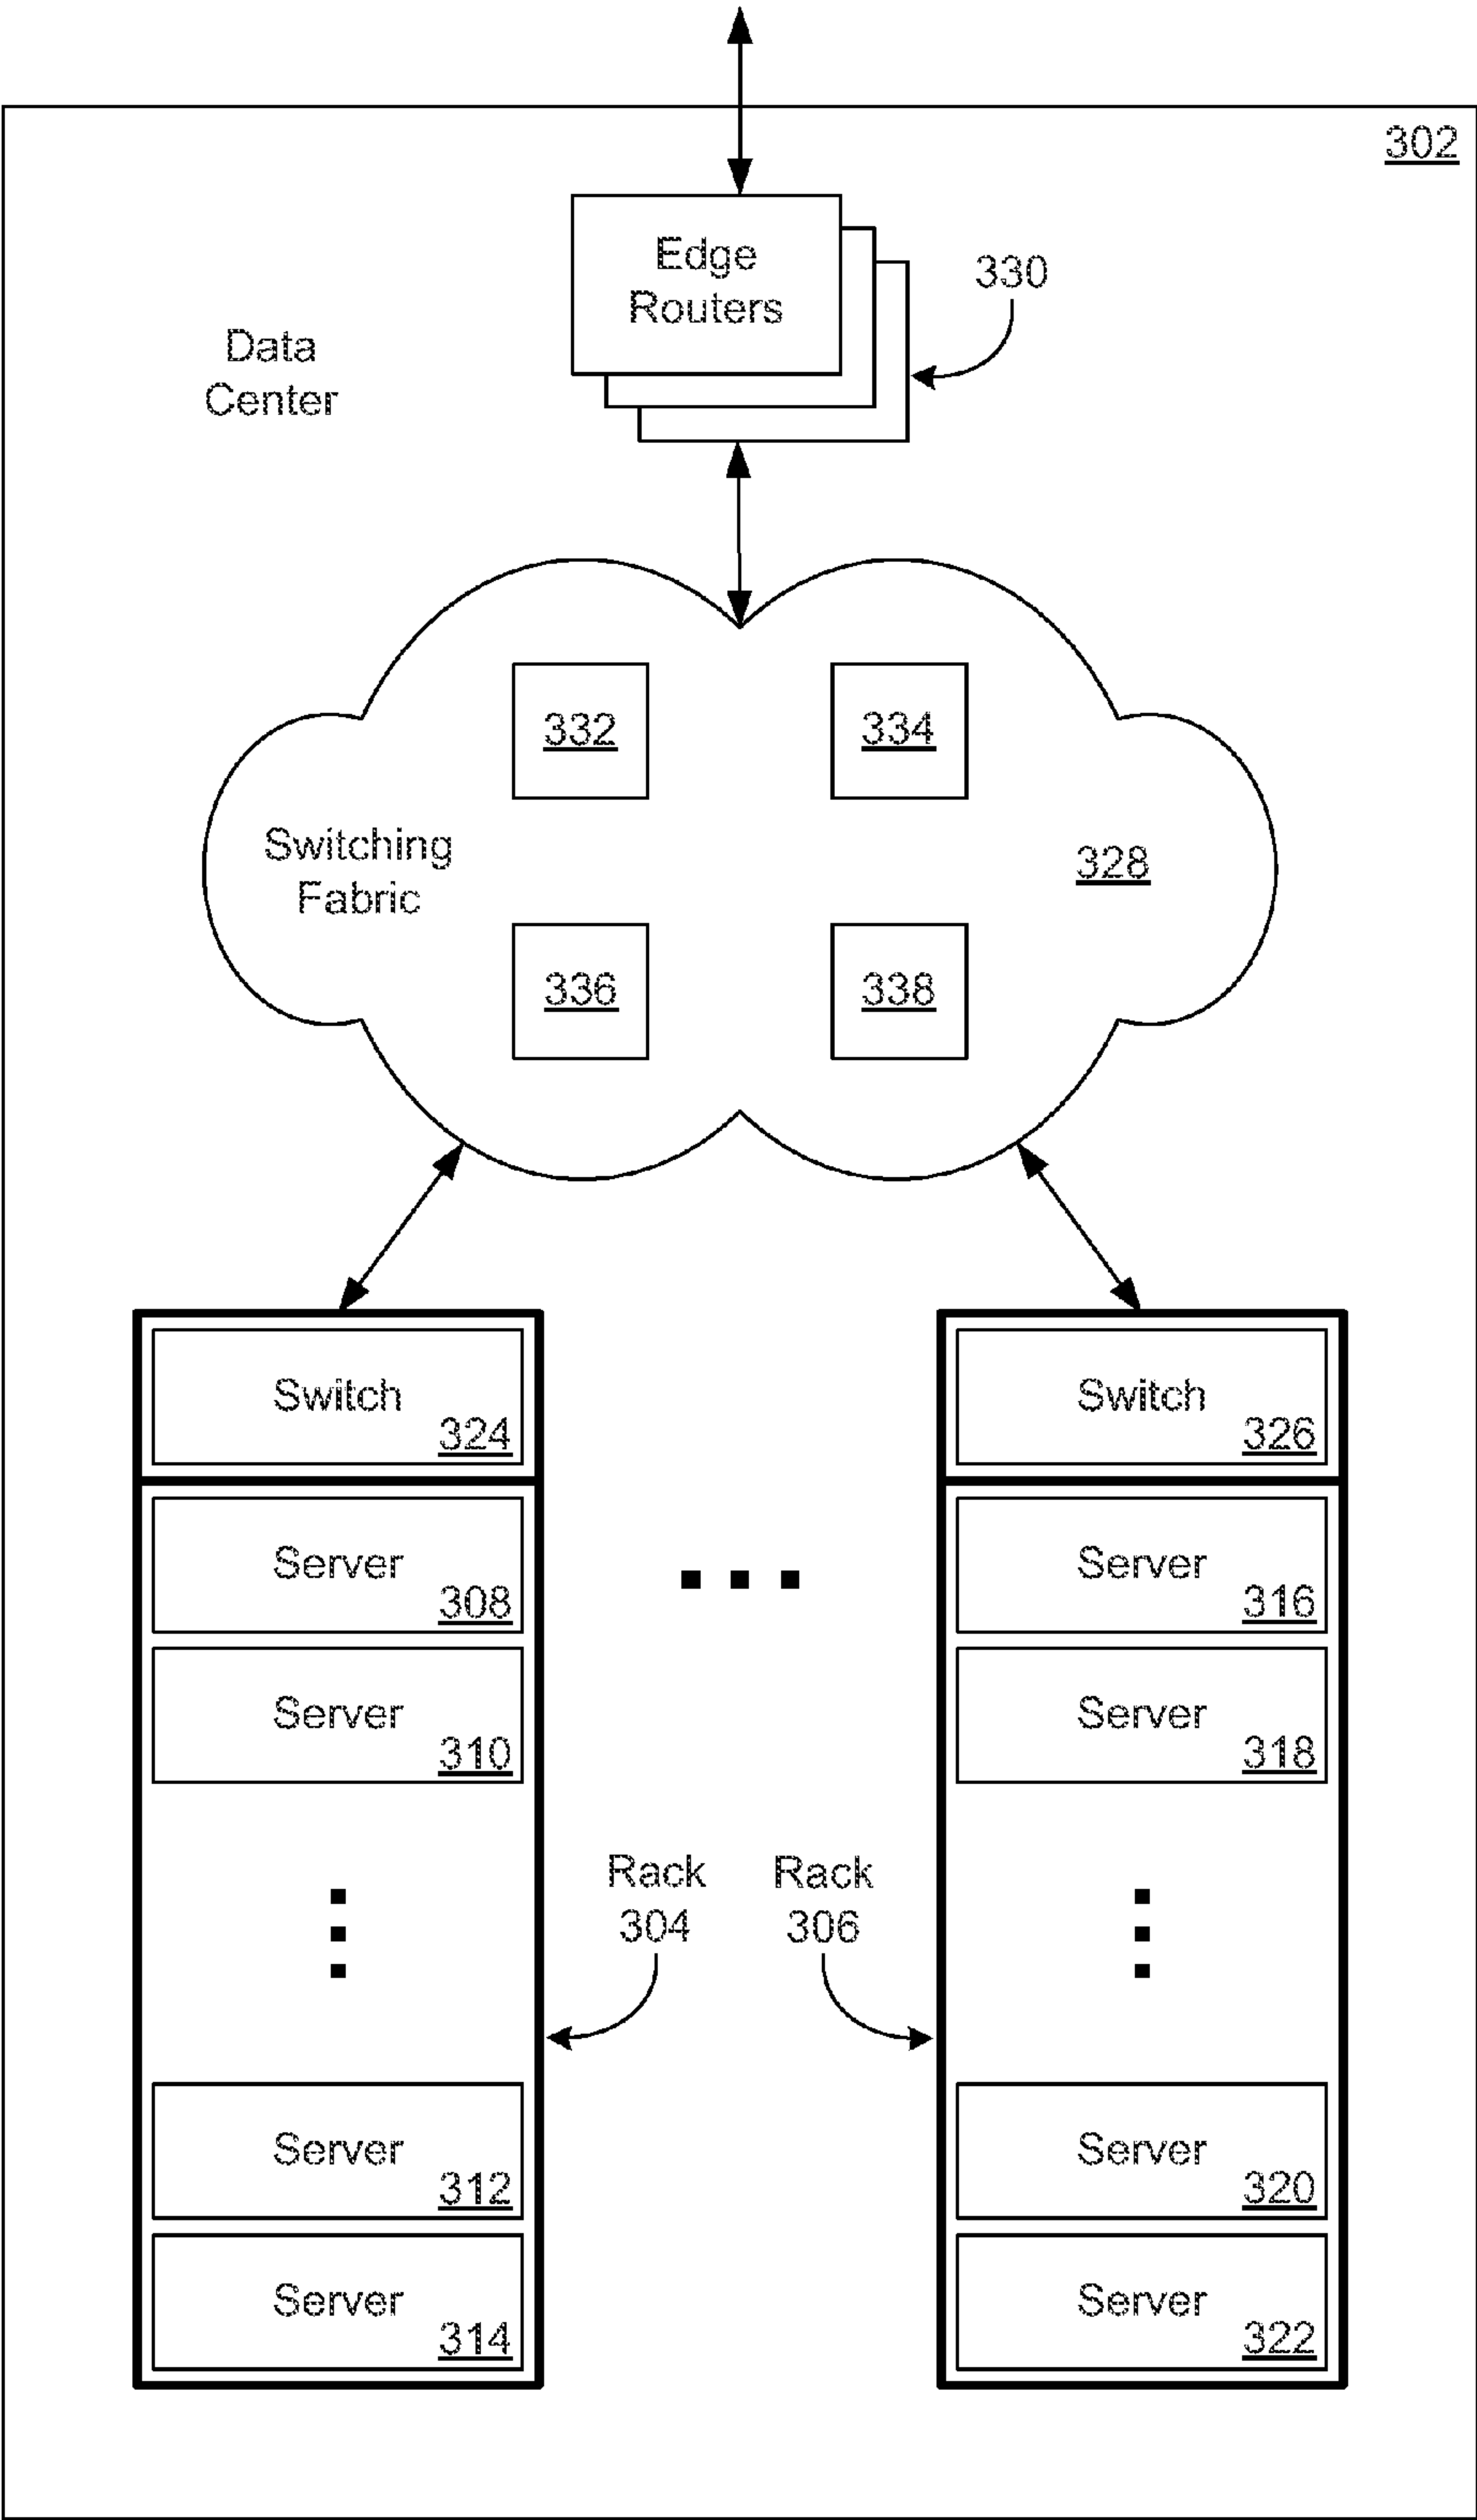 302
Edge
Routers
330
Data
Center
332
334
Switching
Fabric
328
336
338
Switch
324
Switch
326
Server
308
Server
316
Server
310
Server
318
Rack
304
Rack
306
Server
312
Server
320
Server
314
Server
322